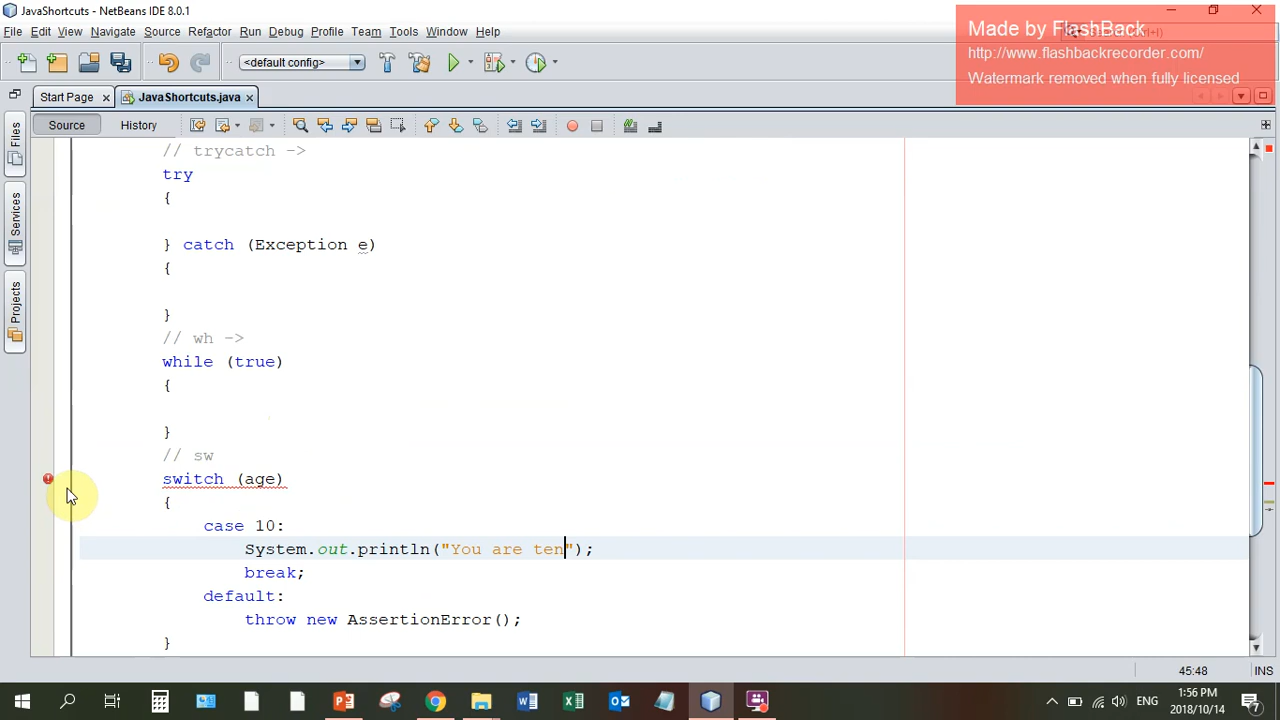 JavaShortcuts - NetBeans IDE 8.0.1
File Edit View Navigate Source Refactor Run Debug Profile Team Tools Window Help
Made by FlashBack
http://www.flashbackrecorder.com/
Watermark removed when fully licensed
<default config>
Start Page
JavaShortcuts.java
Source History
Files
Services
Projects
// trycatch ->
try
{
} catch (Exception e)
{
}
// wh ->
while (true)
{
}
// sw
switch (age)
{
case 10:
System.out.println("You are ten");
break;
default:
throw new AssertionError();
}
45:48 INS
ENG
1:56 PM
2018/10/14
7